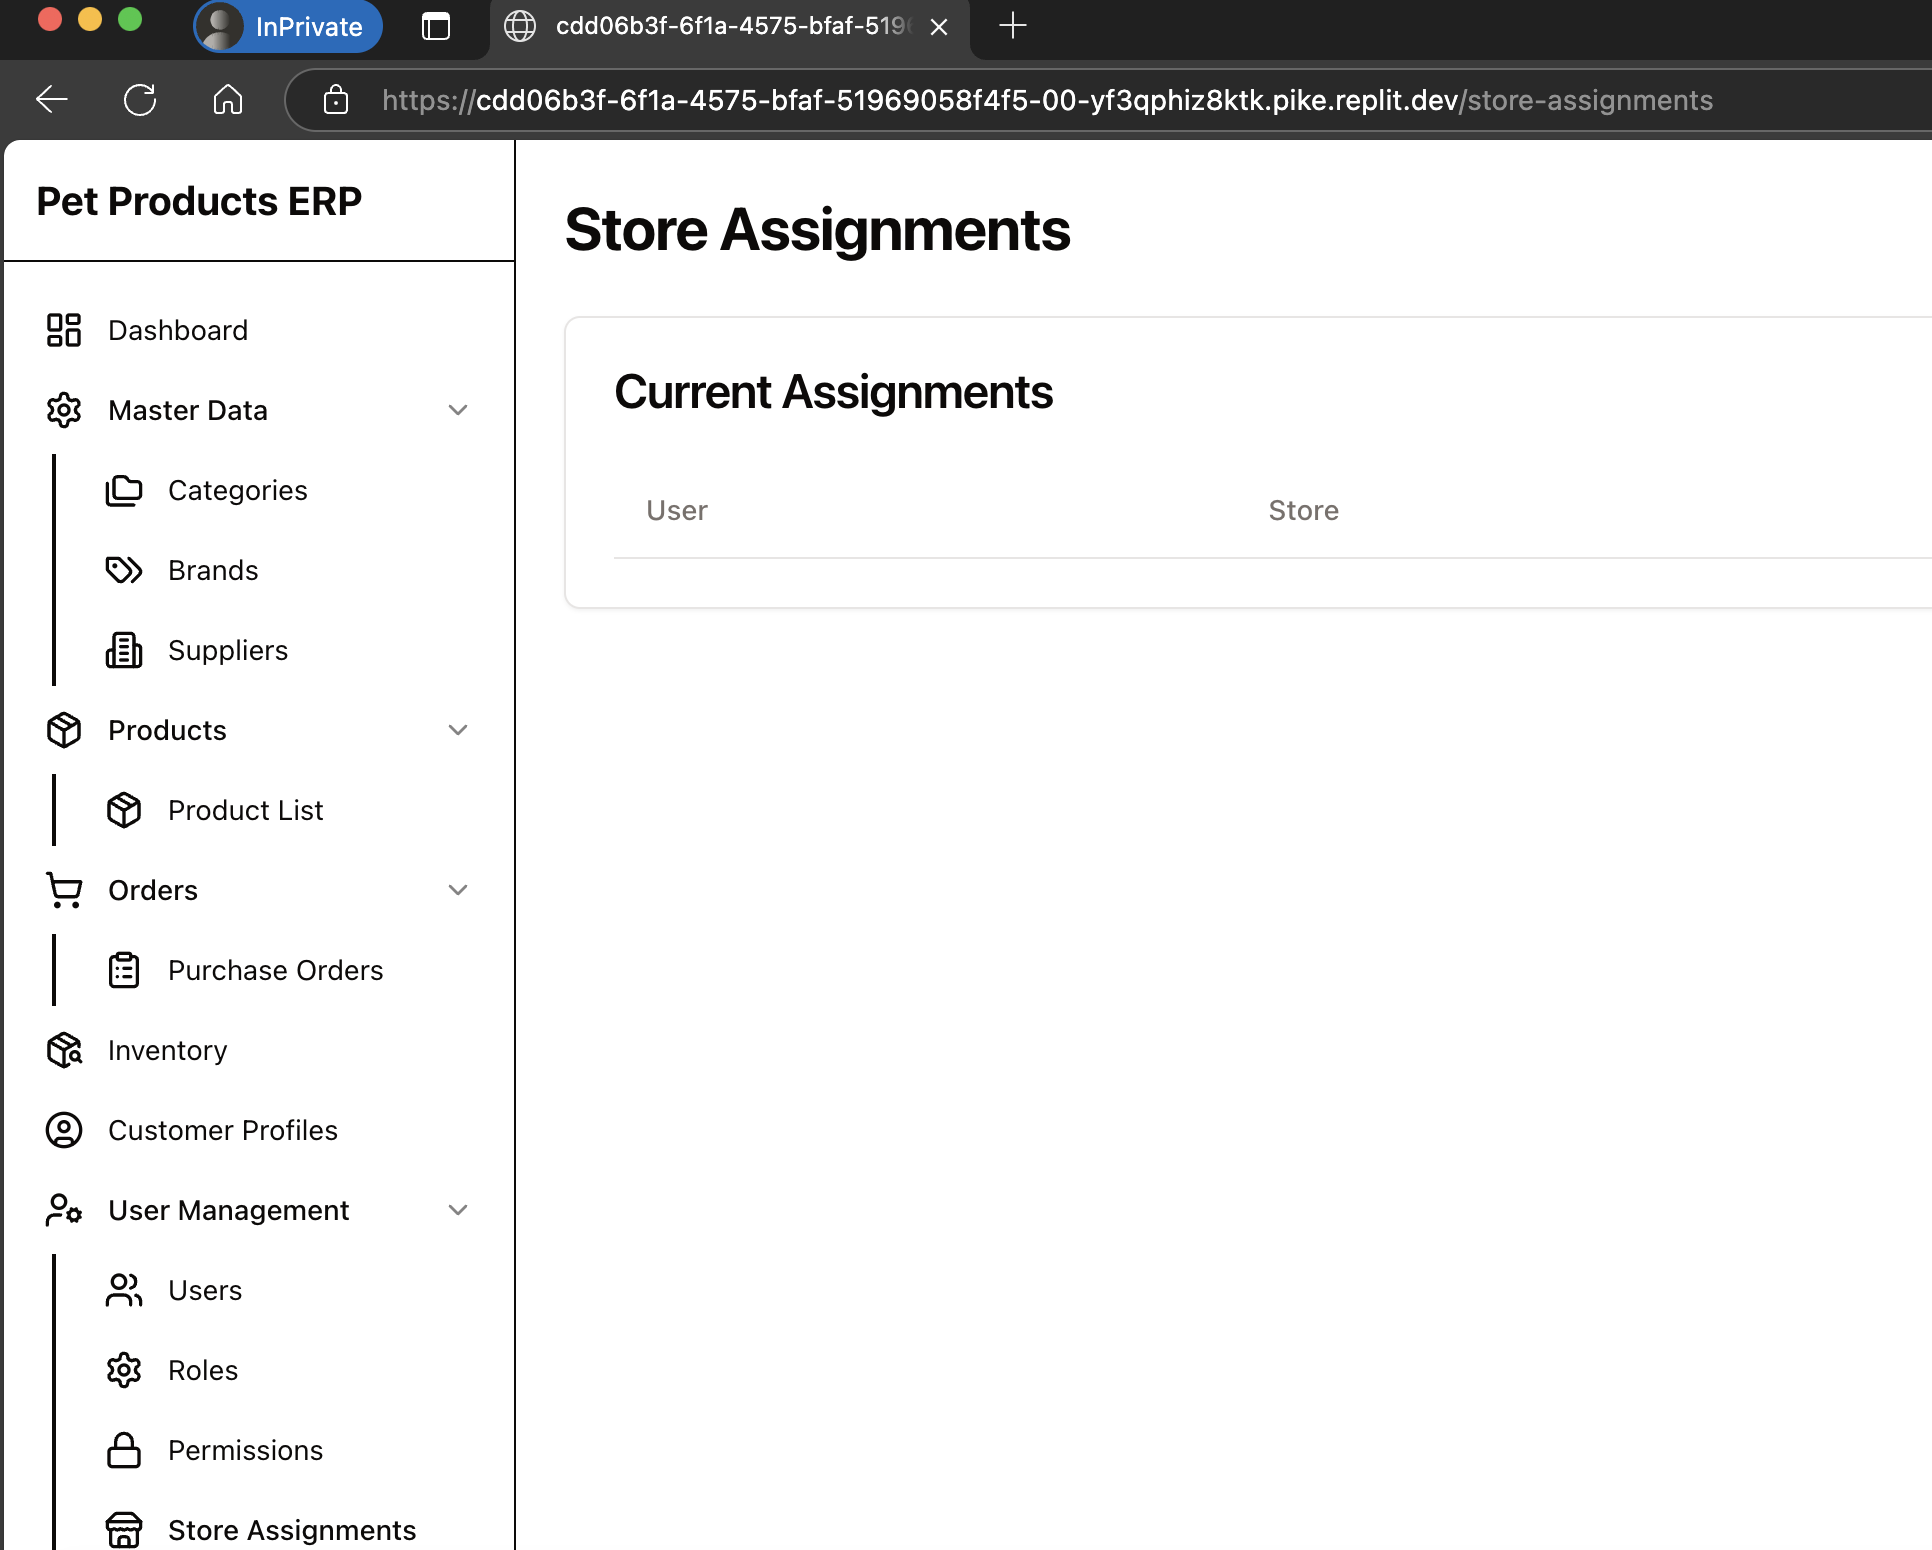 InPrivate
cdd06b3f-6f1a-4575-bfaf-519
https://cdd06b3f-6f1a-4575-bfaf-51969058f4f5-00-yf3qphiz8ktk.pike.replit.dev/store-assignments
Pet Products ERP
Dashboard
Master Data
Categories
Brands
Suppliers
Products
Product List
Orders
Purchase Orders
Inventory
Customer Profiles
User Management
Users
Roles
Permissions
Store Assignments
Store Assignments
Current Assignments
User Store